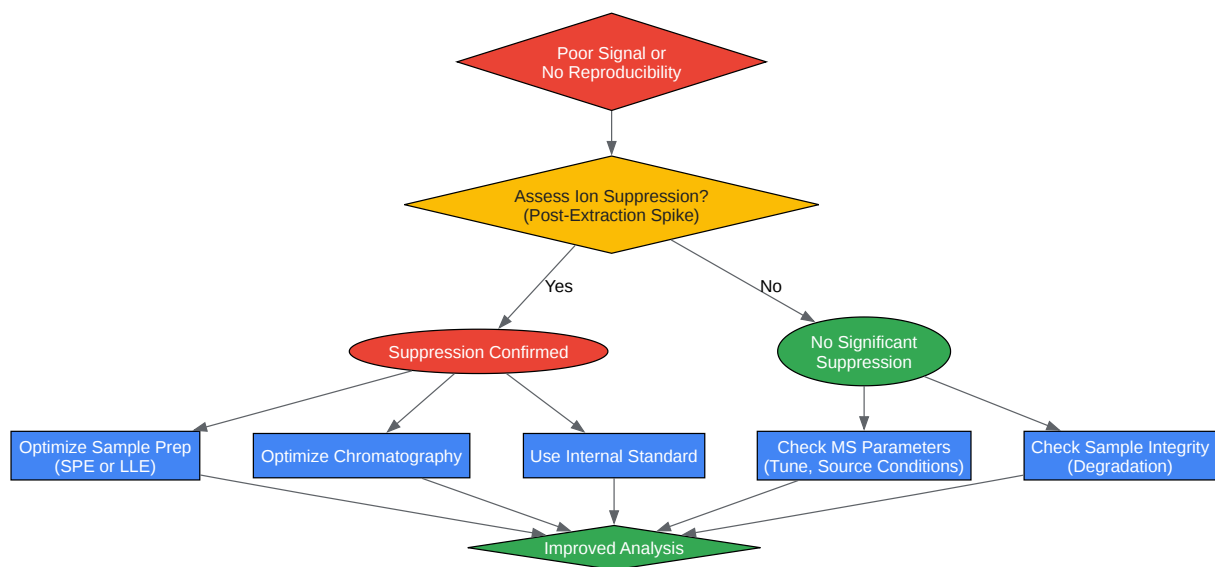 Poor Signal or
No Reproducibility
Assess Ion Suppression?
(Post-Extraction Spike)
Yes
No
Suppression Confirmed
No Significant
Suppression
Optimize Sample Prep
(SPE or LLE)
Optimize Chromatography
Use Internal Standard
Check MS Parameters
(Tune, Source Conditions)
Check Sample Integrity
(Degradation)
Improved Analysis